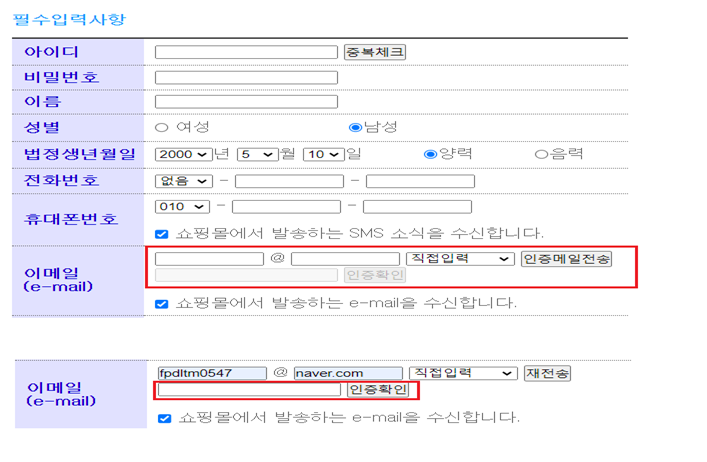 필수입력사항
아이디 중복체크
비밀번호
이름
성별 여성 남성
법정생년월일 2000 년 5 월 10 일 양력 음력
전화번호 없음 - -
휴대폰번호 010 - -
쇼핑몰에서 발송하는 SMS 소식을 수신합니다.
이메일 @ 직접입력 인증메일전송
(e-mail) 인증확인
쇼핑몰에서 발송하는 e-mail을 수신합니다.
이메일 fpdltm0547 @ naver.com 직접입력 재전송
(e-mail) 인증확인
쇼핑몰에서 발송하는 e-mail을 수신합니다.